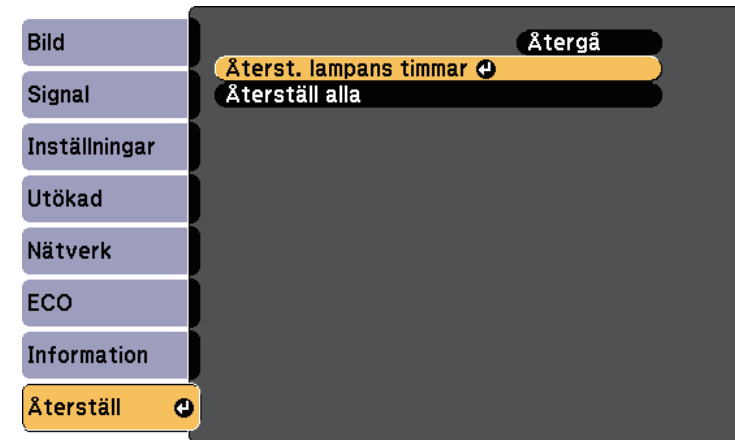 Bild
Signal
Inställningar
Utökad
Nätverk
ECO
Information
Återställ
Återgå
Återst. lampans timmar
Återställ alla